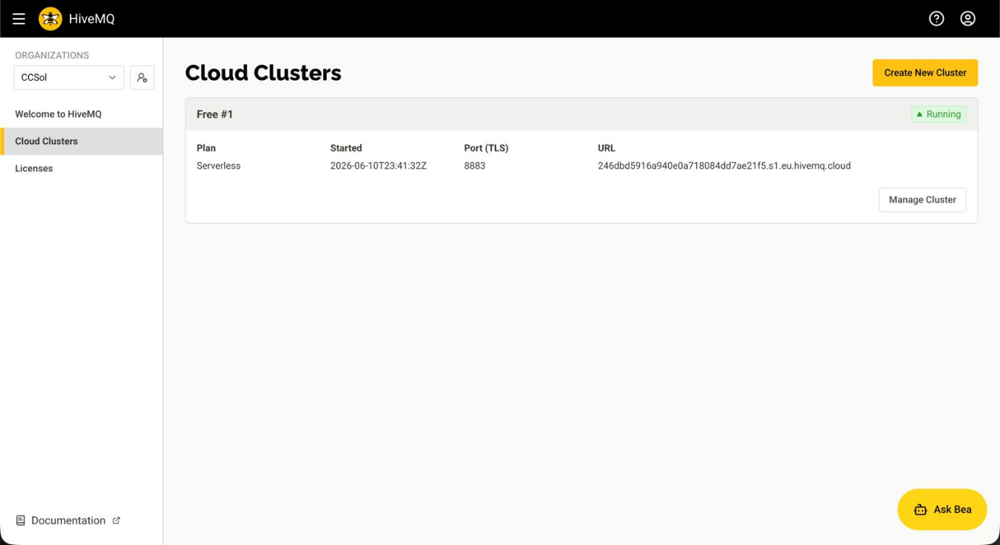 HiveMQ
ORGANIZATIONS
CCSol
Welcome to HiveMQ
Cloud Clusters
Licenses
Documentation
Cloud Clusters
Create New Cluster
Free #1
Running
Plan Started Port (TLS) URL
Serverless 2026-06-10T23:41:32Z 8883 246dbd5916a940e0a718084dd7ae21f5.s1.eu.hivemq.cloud
Manage Cluster
Ask Bea